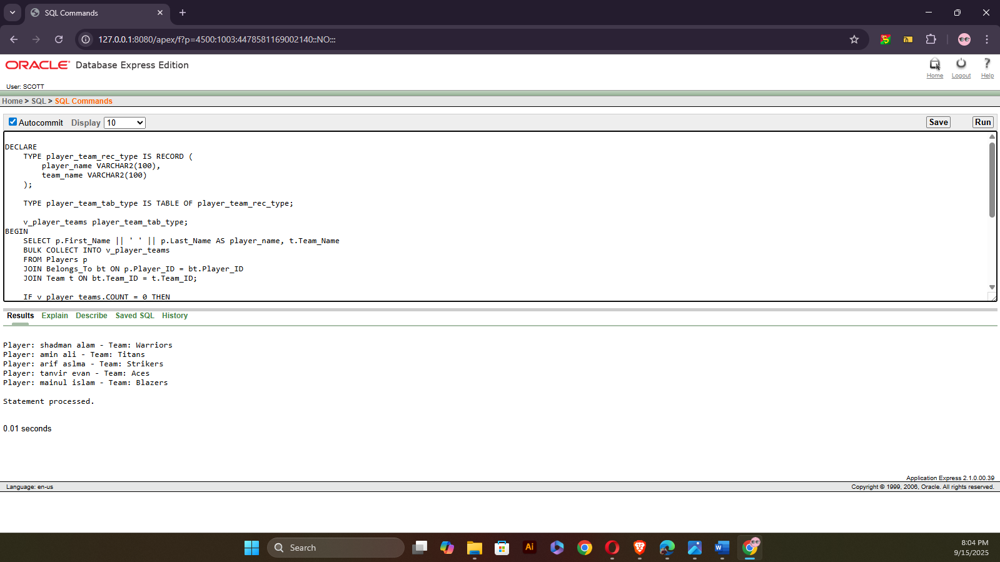 SQL Commands
127.0.0.1:8080/apex/f?p=4500:1003:4478581169002140::NO:::
ORACLE Database Express Edition
Home Logout Help
User: SCOTT
Home > SQL > SQL Commands
Autocommit Display 10 Save Run
DECLARE
    TYPE player_team_rec_type IS RECORD (
        player_name VARCHAR2(100),
        team_name VARCHAR2(100)
    );
    TYPE player_team_tab_type IS TABLE OF player_team_rec_type;
    v_player_teams player_team_tab_type;
BEGIN
    SELECT p.First_Name || ' ' || p.Last_Name AS player_name, t.Team_Name
    BULK COLLECT INTO v_player_teams
    FROM Players p
    JOIN Belongs_To bt ON p.Player_ID = bt.Player_ID
    JOIN Team t ON bt.Team_ID = t.Team_ID;
    IF v_player_teams.COUNT = 0 THEN
Results Explain Describe Saved SQL History
Player: shadman alam - Team: Warriors
Player: amin ali - Team: Titans
Player: arif aslma - Team: Strikers
Player: tanvir evan - Team: Aces
Player: mainul islam - Team: Blazers
Statement processed.
0.01 seconds
Application Express 2.1.0.00.39
Language: en-us
Copyright © 1999, 2006, Oracle. All rights reserved.
Search
Ai
W
8:04 PM
9/15/2025